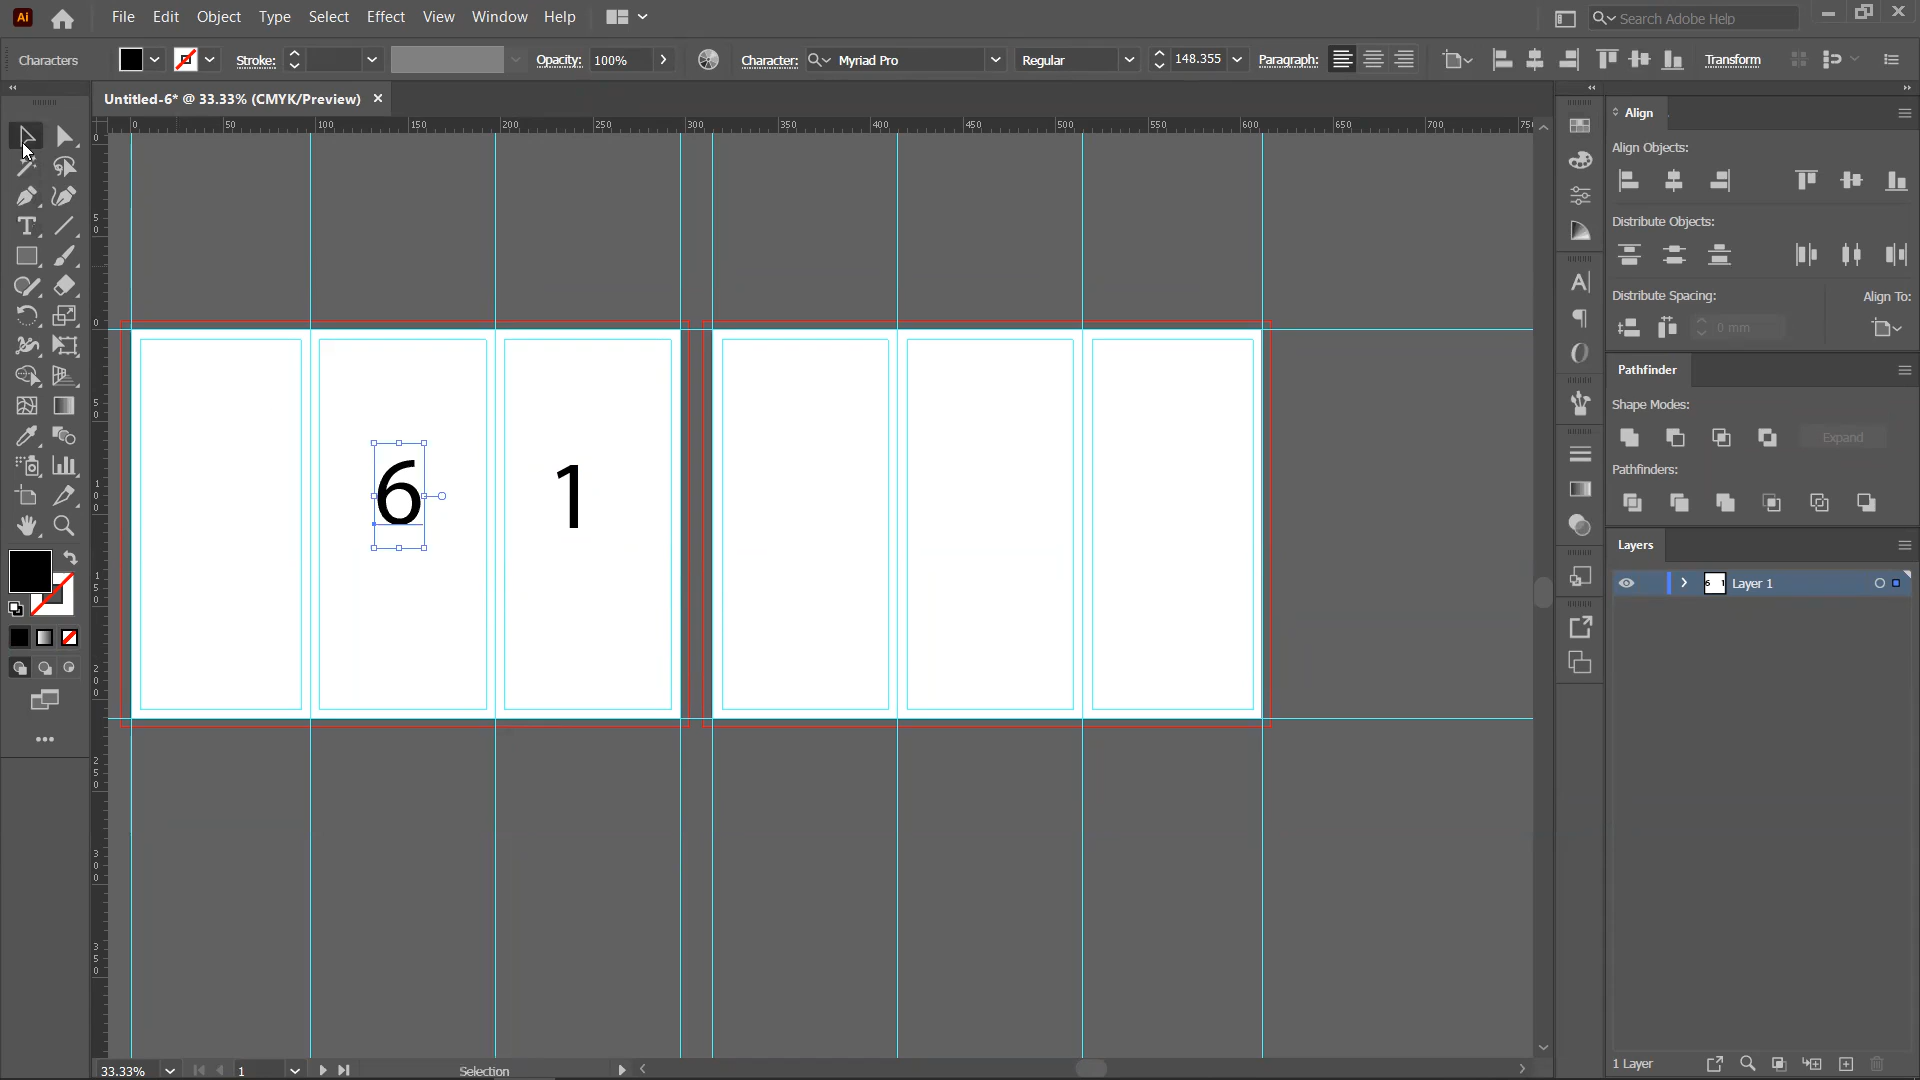 Ai File Edit Object Type Select Effect View Window Help Search Adobe Help
Characters Stroke: Opacity: 100% Character: Myriad Pro Regular 148.355 Paragraph: Transform
Untitled-6* @ 33.33% (CMYK/Preview)
0 50 100 150 200 250 300 350 400 450 500 550 600 650 700 750
6 1
Align
Align Objects:
Distribute Objects:
Distribute Spacing: Align To:
0 mm
Pathfinder
Shape Modes:
Expand
Pathfinders:
Layers
Layer 1
33.33% 1 Selection 1 Layer